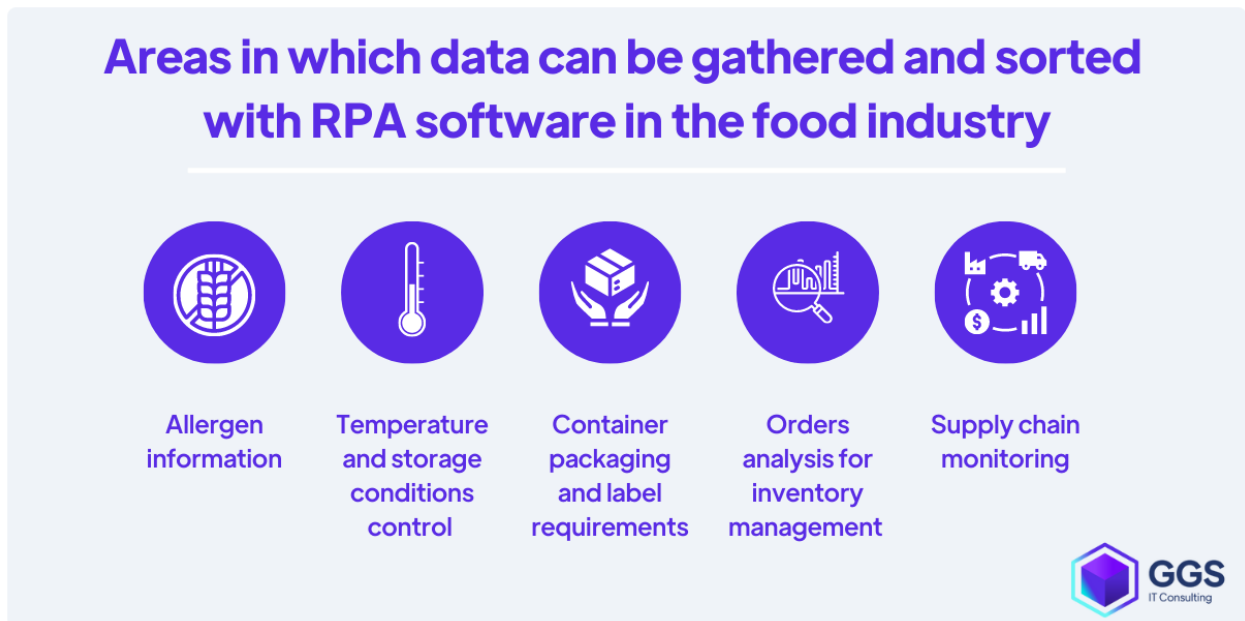 Areas in which data can be gathered and sorted
with RPA software in the food industry
Allergen
information
Temperature
and storage
conditions
control
Container
packaging
and label
requirements
Orders
analysis for
inventory
management
Supply chain
monitoring
$
GGS
IT Consulting